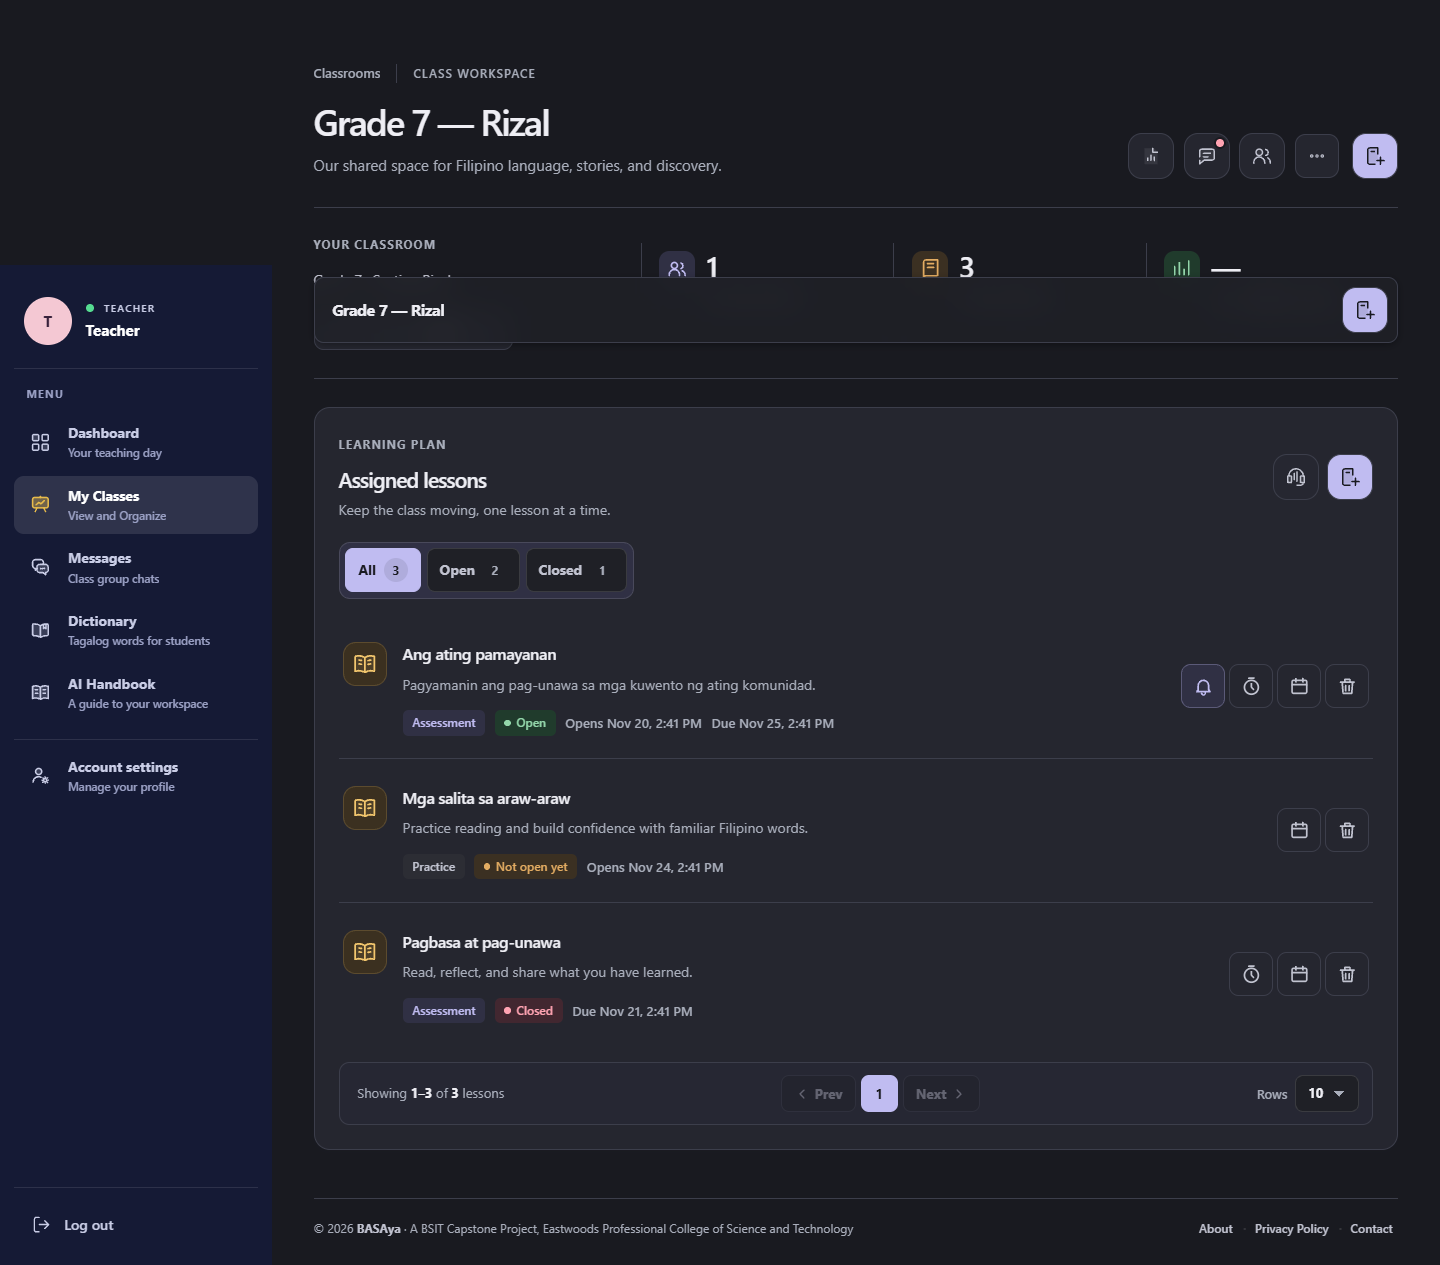 Classrooms
CLASS WORKSPACE
Grade 7 — Rizal
Our shared space for Filipino language, stories, and discovery.
YOUR CLASSROOM
1
3
—
Grade 7 — Rizal
T
TEACHER
Teacher
MENU
Dashboard
Your teaching day
My Classes
View and Organize
Messages
Class group chats
Dictionary
Tagalog words for students
AI Handbook
A guide to your workspace
Account settings
Manage your profile
Log out
LEARNING PLAN
Assigned lessons
Keep the class moving, one lesson at a time.
All 3
Open 2
Closed 1
Ang ating pamayanan
Pagyamanin ang pag-unawa sa mga kuwento ng ating komunidad.
Assessment Open Opens Nov 20, 2:41 PM Due Nov 25, 2:41 PM
Mga salita sa araw-araw
Practice reading and build confidence with familiar Filipino words.
Practice Not open yet Opens Nov 24, 2:41 PM
Pagbasa at pag-unawa
Read, reflect, and share what you have learned.
Assessment Closed Due Nov 21, 2:41 PM
Showing 1–3 of 3 lessons
Prev 1 Next
Rows 10
© 2026 BASAya · A BSIT Capstone Project, Eastwoods Professional College of Science and Technology
About · Privacy Policy · Contact